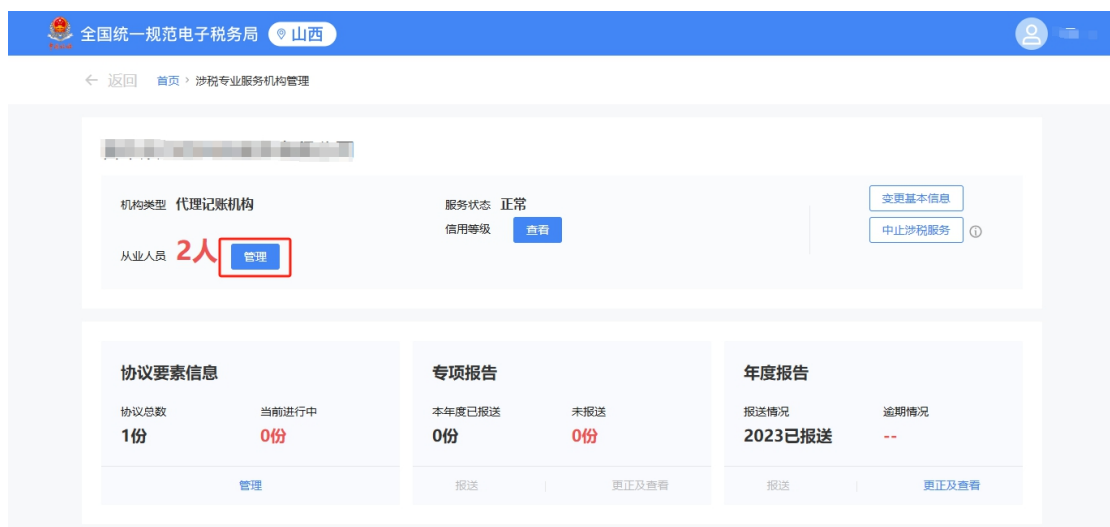 全国统一规范电子税务局 山西
返回 首页 > 涉税专业服务机构管理
机构类型 代理记账机构
服务状态 正常
变更基本信息
信用等级 查看
中止涉税服务
从业人员 2人 管理
协议要素信息
协议总数 当前进行中
1份 0份
管理
专项报告
本年度已报送 未报送
0份 0份
报送 更正及查看
年度报告
报送情况 逾期情况
2023已报送 --
报送 更正及查看